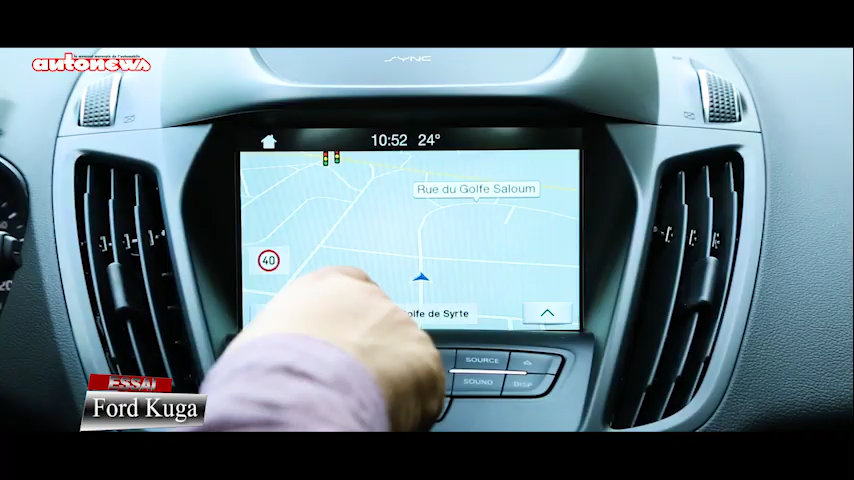 autonews
SYNC
10:52 24°
Rue du Golfe Saloum
40
olfe de Syrte
SOURCE
SOUND
DISP
20
ESSAI
Ford Kuga